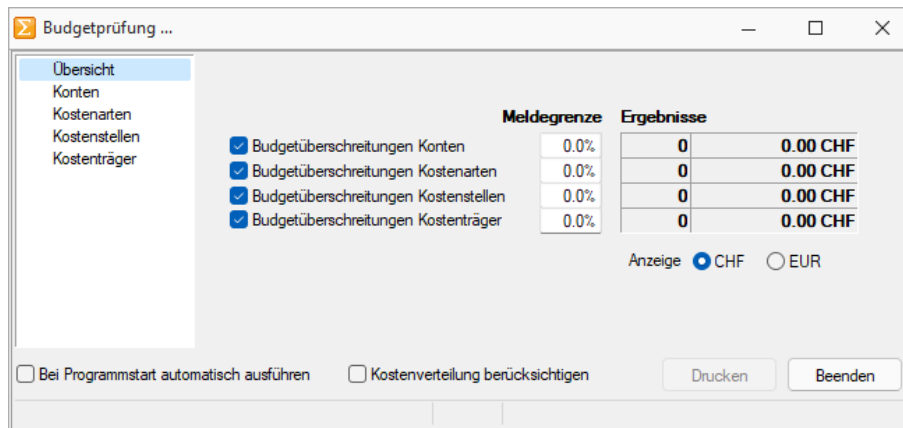 Budgetprüfung ...
Übersicht
Konten
Kostenarten
Kostenstellen
Kostenträger
Meldegrenze Ergebnisse
Budgetüberschreitungen Konten 0.0% 0 0.00 CHF
Budgetüberschreitungen Kostenarten 0.0% 0 0.00 CHF
Budgetüberschreitungen Kostenstellen 0.0% 0 0.00 CHF
Budgetüberschreitungen Kostenträger 0.0% 0 0.00 CHF
Anzeige CHF EUR
Bei Programmstart automatisch ausführen Kostenverteilung berücksichtigen Drucken Beenden